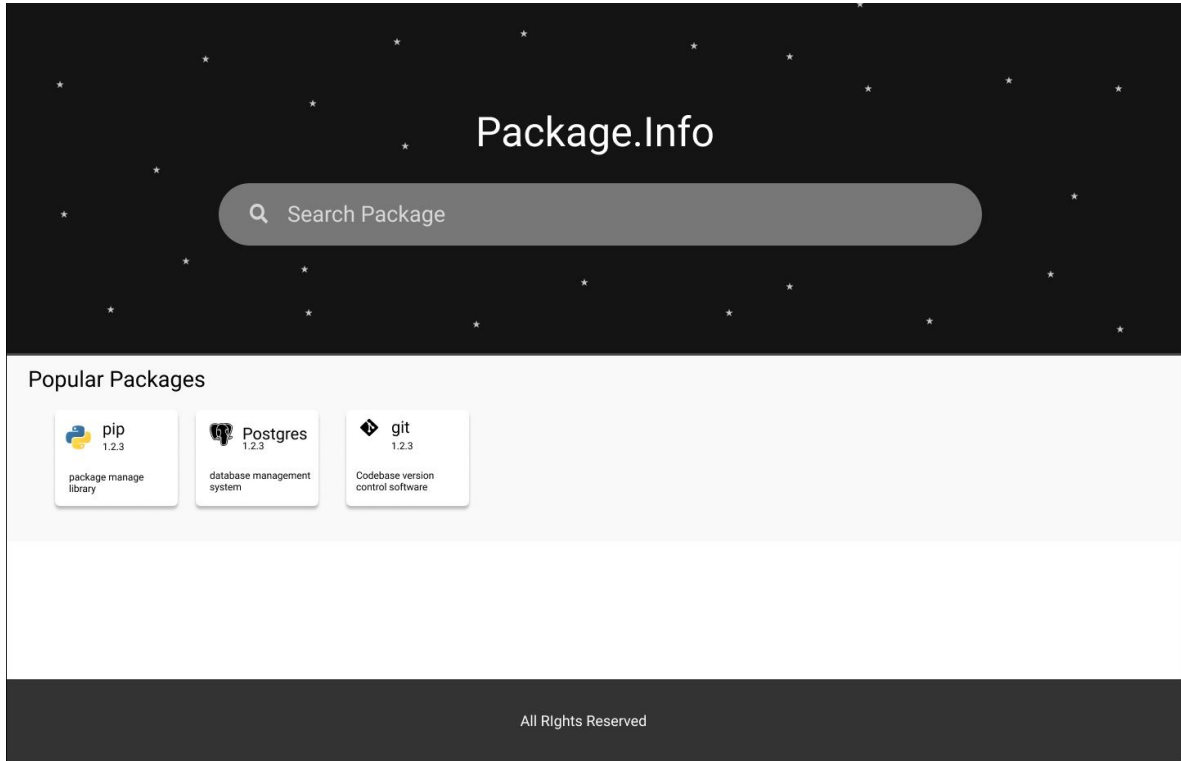 Package.Info
Search Package
Popular Packages
pip
1.2.3
package manage
library
Postgres
1.2.3
database management
system
git
1.2.3
Codebase version
control software
All RIghts Reserved